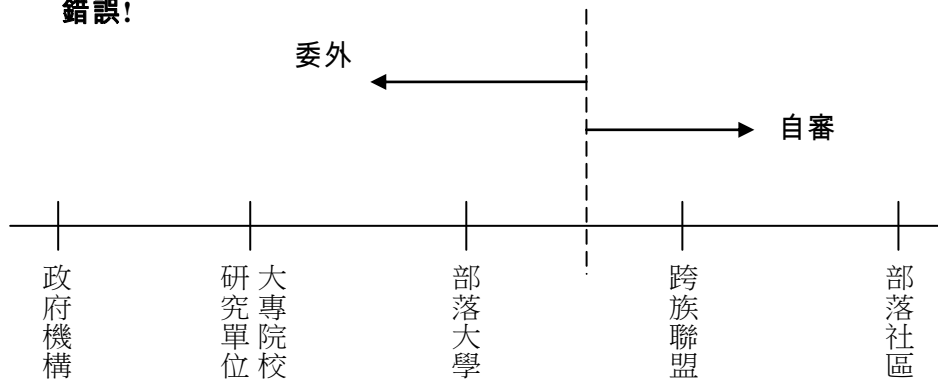 錯誤!
委外
自審
政府機構
大專院校
研究單位
部落大學
跨族聯盟
部落社區